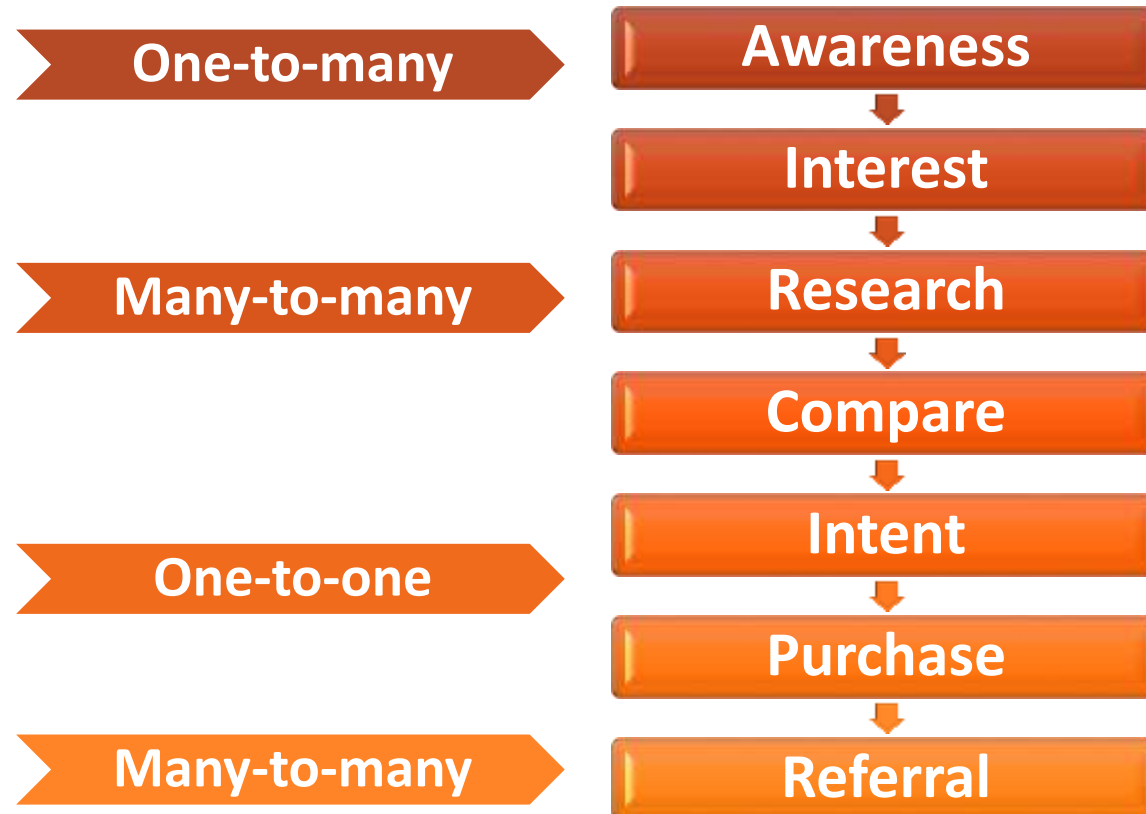 One-to-many
Awareness
Interest
Many-to-many
Research
Compare
Intent
One-to-one
Purchase
Many-to-many
Referral